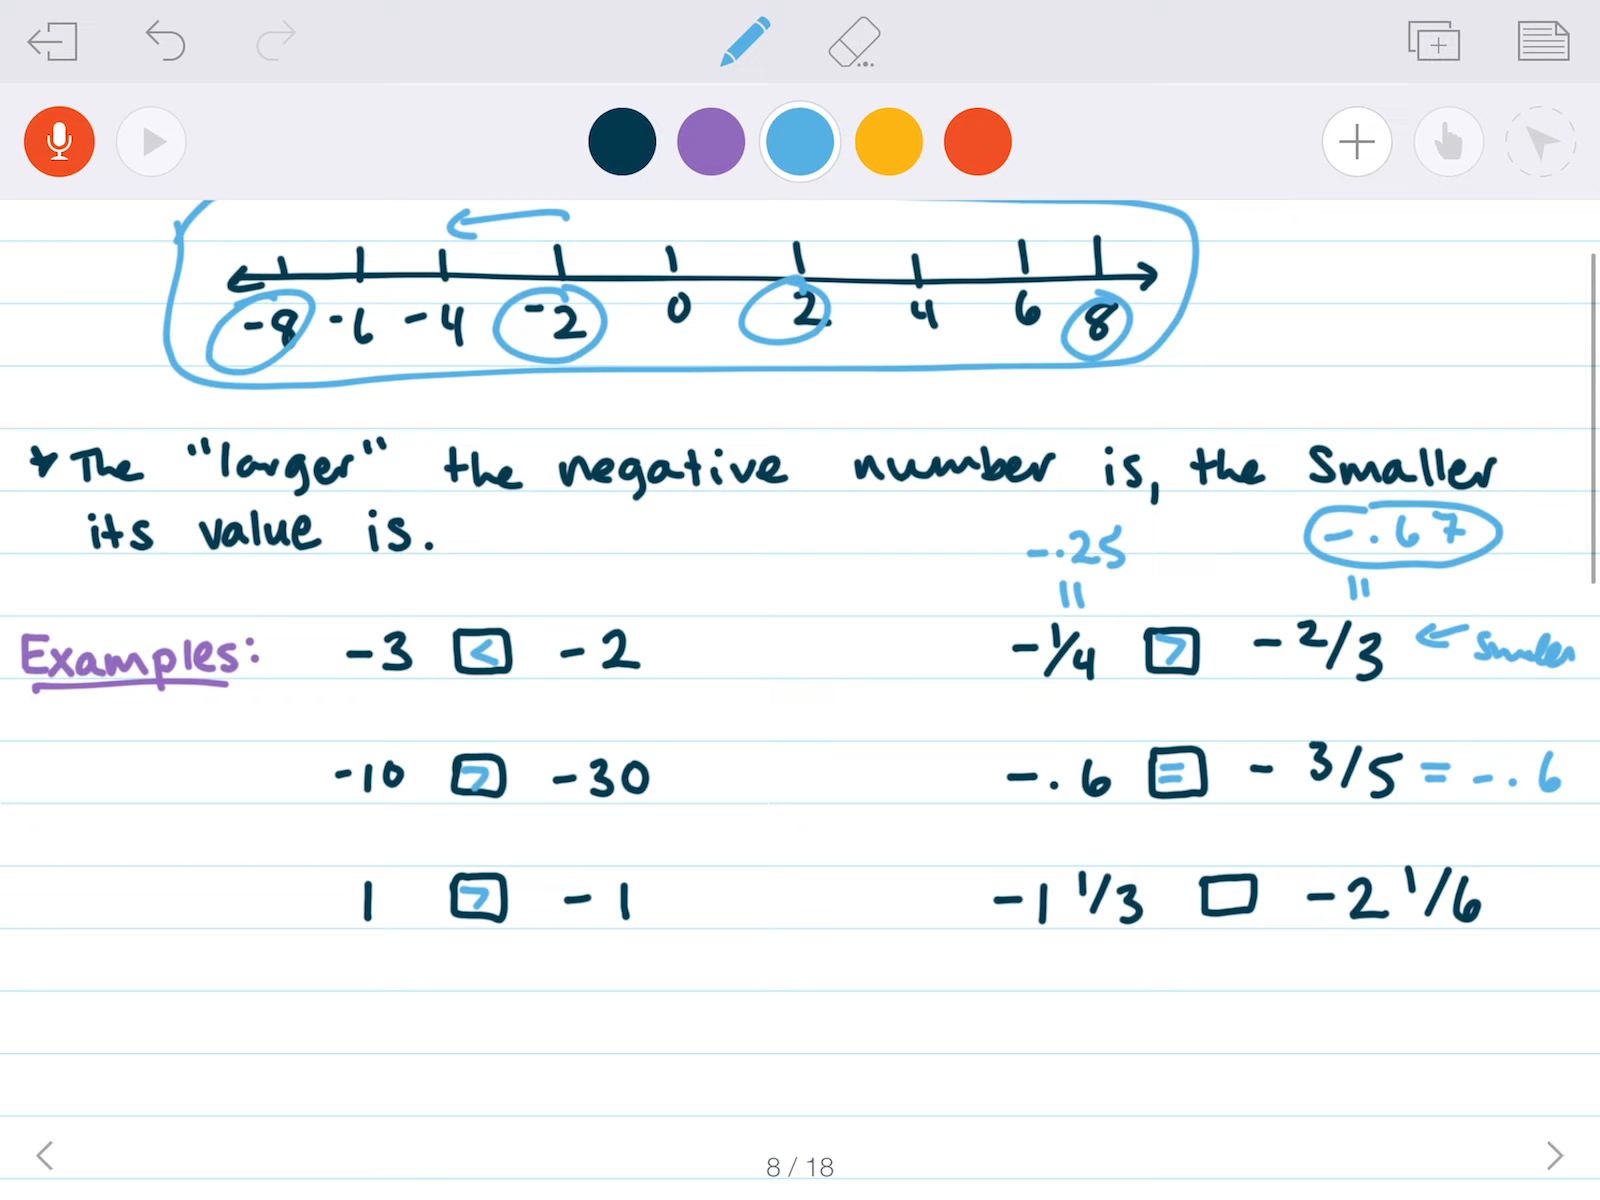 -8 -6 -4 -2 0 2 4 6 8
* The "larger" the negative number is, the smaller
its value is.
-.25 -.67
= =
Examples: -3 < -2 -1/4 > -2/3 ← smaller
-10 > -30 -.6 = -3/5 = -.6
1 > -1 -1 1/3 □ -2 1/6
8 / 18